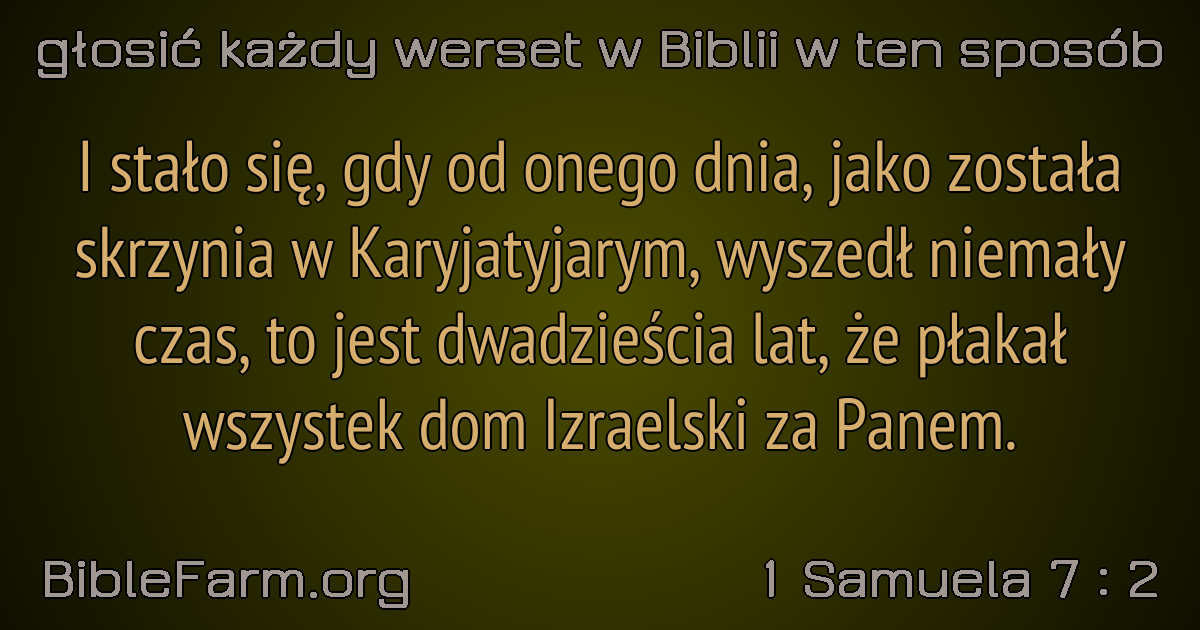 głosić każdy werset w Biblii w ten sposób
I stało się, gdy od onego dnia, jako została
skrzynia w Karyjatyjarym, wyszedł niemały
czas, to jest dwadzieścia lat, że płakał
wszystek dom Izraelski za Panem.
BibleFarm.org
1 Samuela 7 : 2